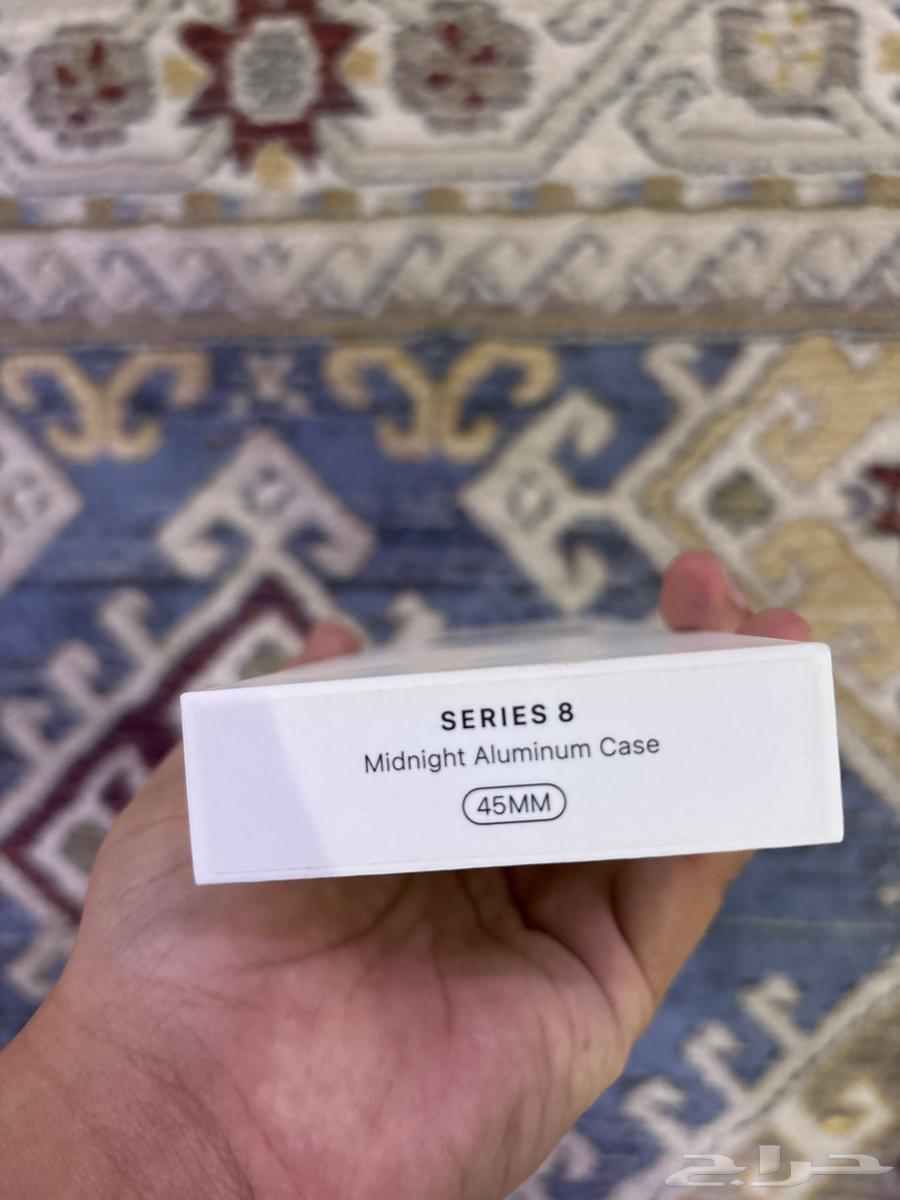 SERIES 8
Midnight Aluminum Case
45MM
حراج